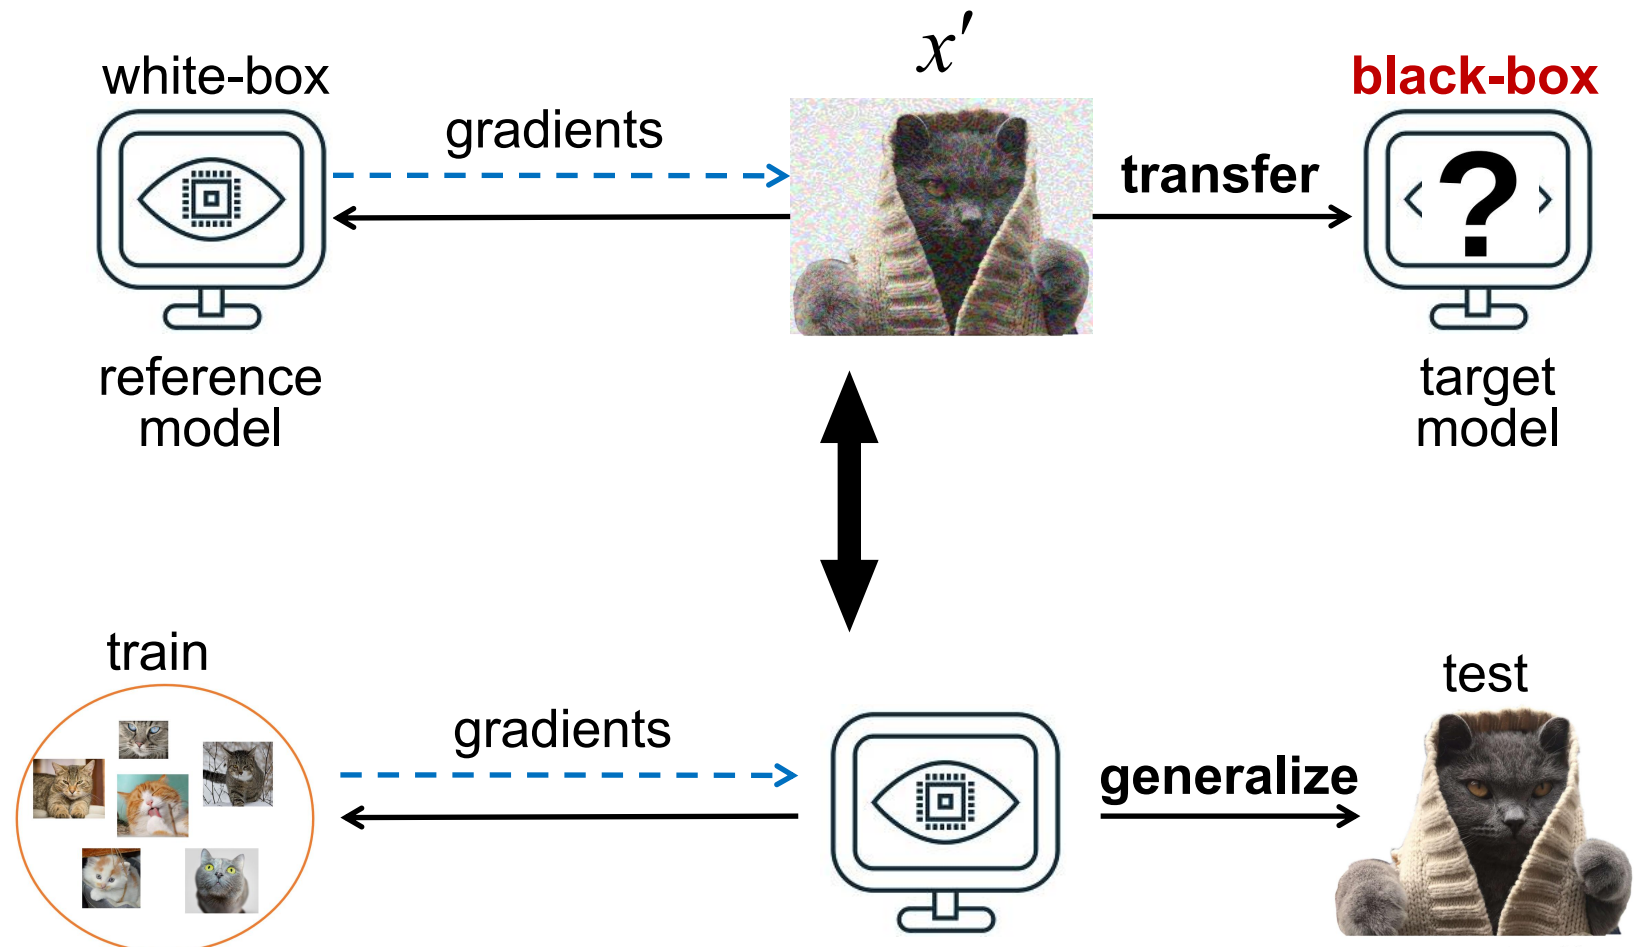 x′
white-box
black-box
gradients
transfer
?
reference
model
target
model
train
test
gradients
generalize